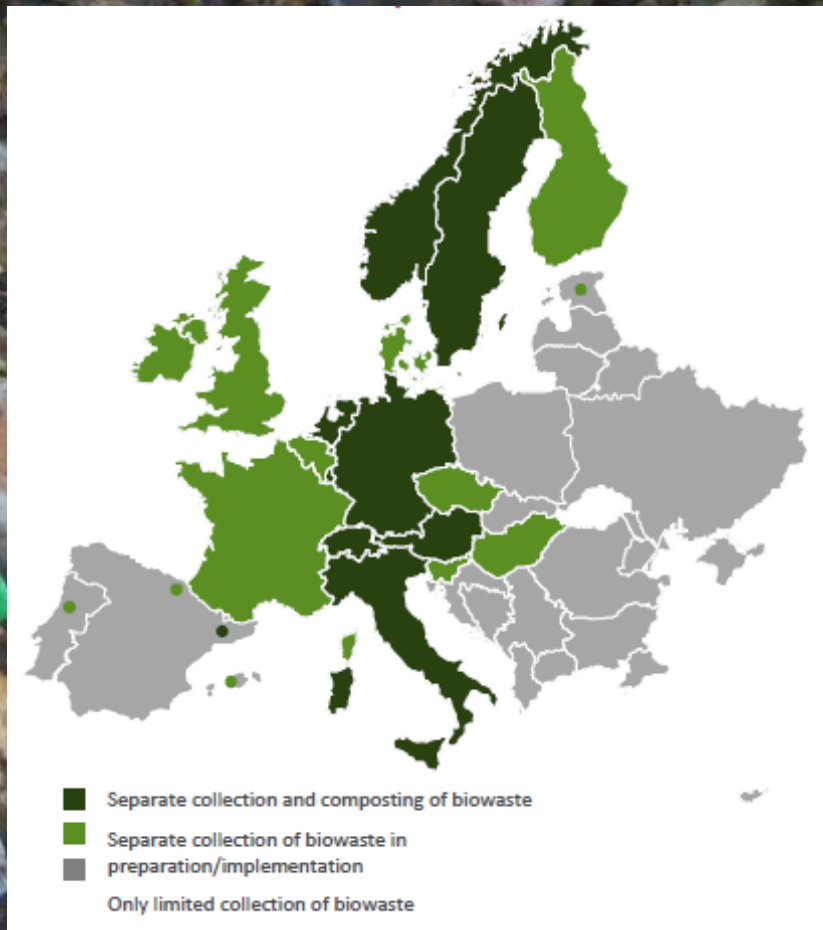 Separate collection and composting of biowaste
Separate collection of biowaste in
preparation/implementation
Only limited collection of biowaste